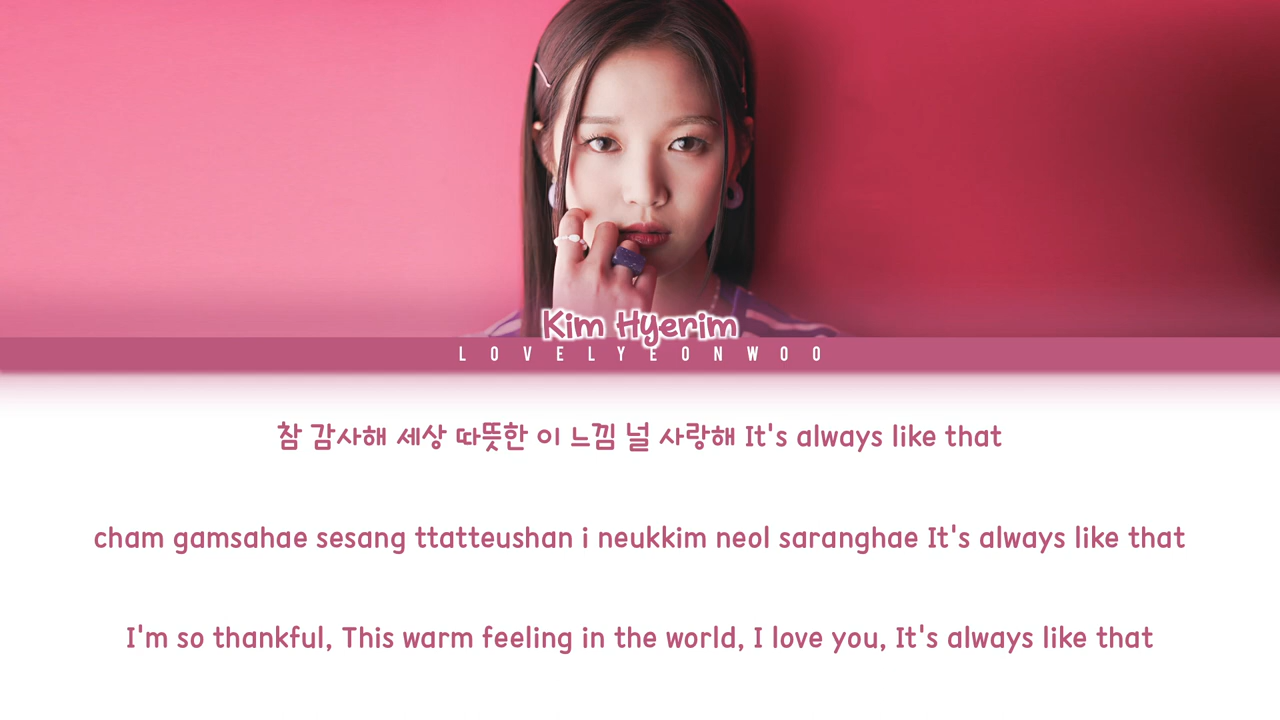 Kim Hyerim
LOVELYEONWOO
참 감사해 세상 따뜻한 이 느낌 널 사랑해 It's always like that
cham gamsahae sesang ttatteushan i neukkim neol saranghae It's always like that
I'm so thankful, This warm feeling in the world, I love you, It's always like that